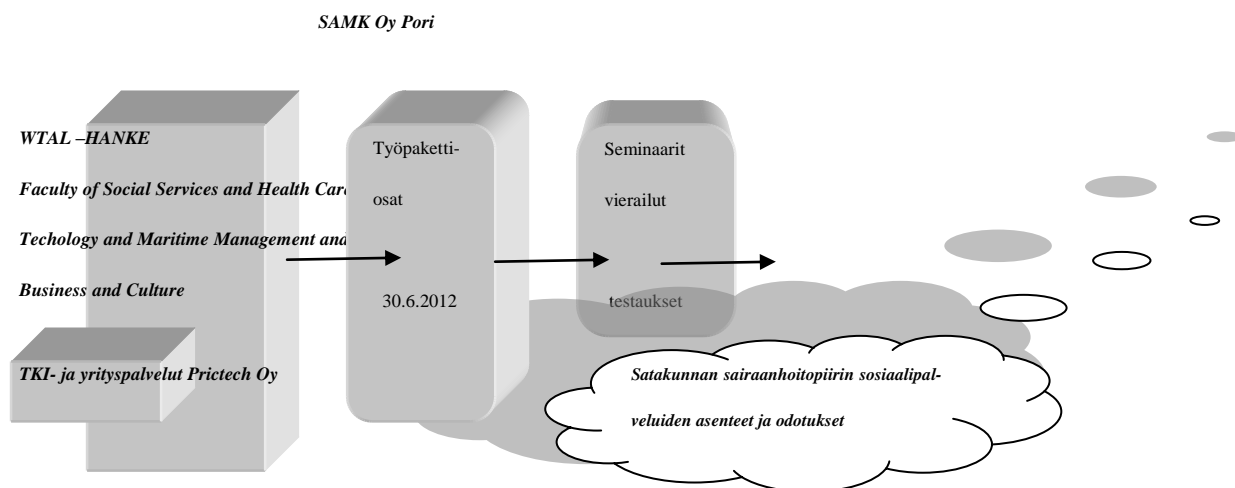 SAMK Oy Pori
WTAL –HANKE
Faculty of Social Services and Health Car
Techology and Maritime Management and
Business and Culture
TKI- ja yrityspalvelut Prictech Oy
Työpaketti-
osat
30.6.2012
Seminaarit
vierailut
testaukset
Satakunnan sairaanhoitopiirin sosiaalipal-
veluiden asenteet ja odotukset